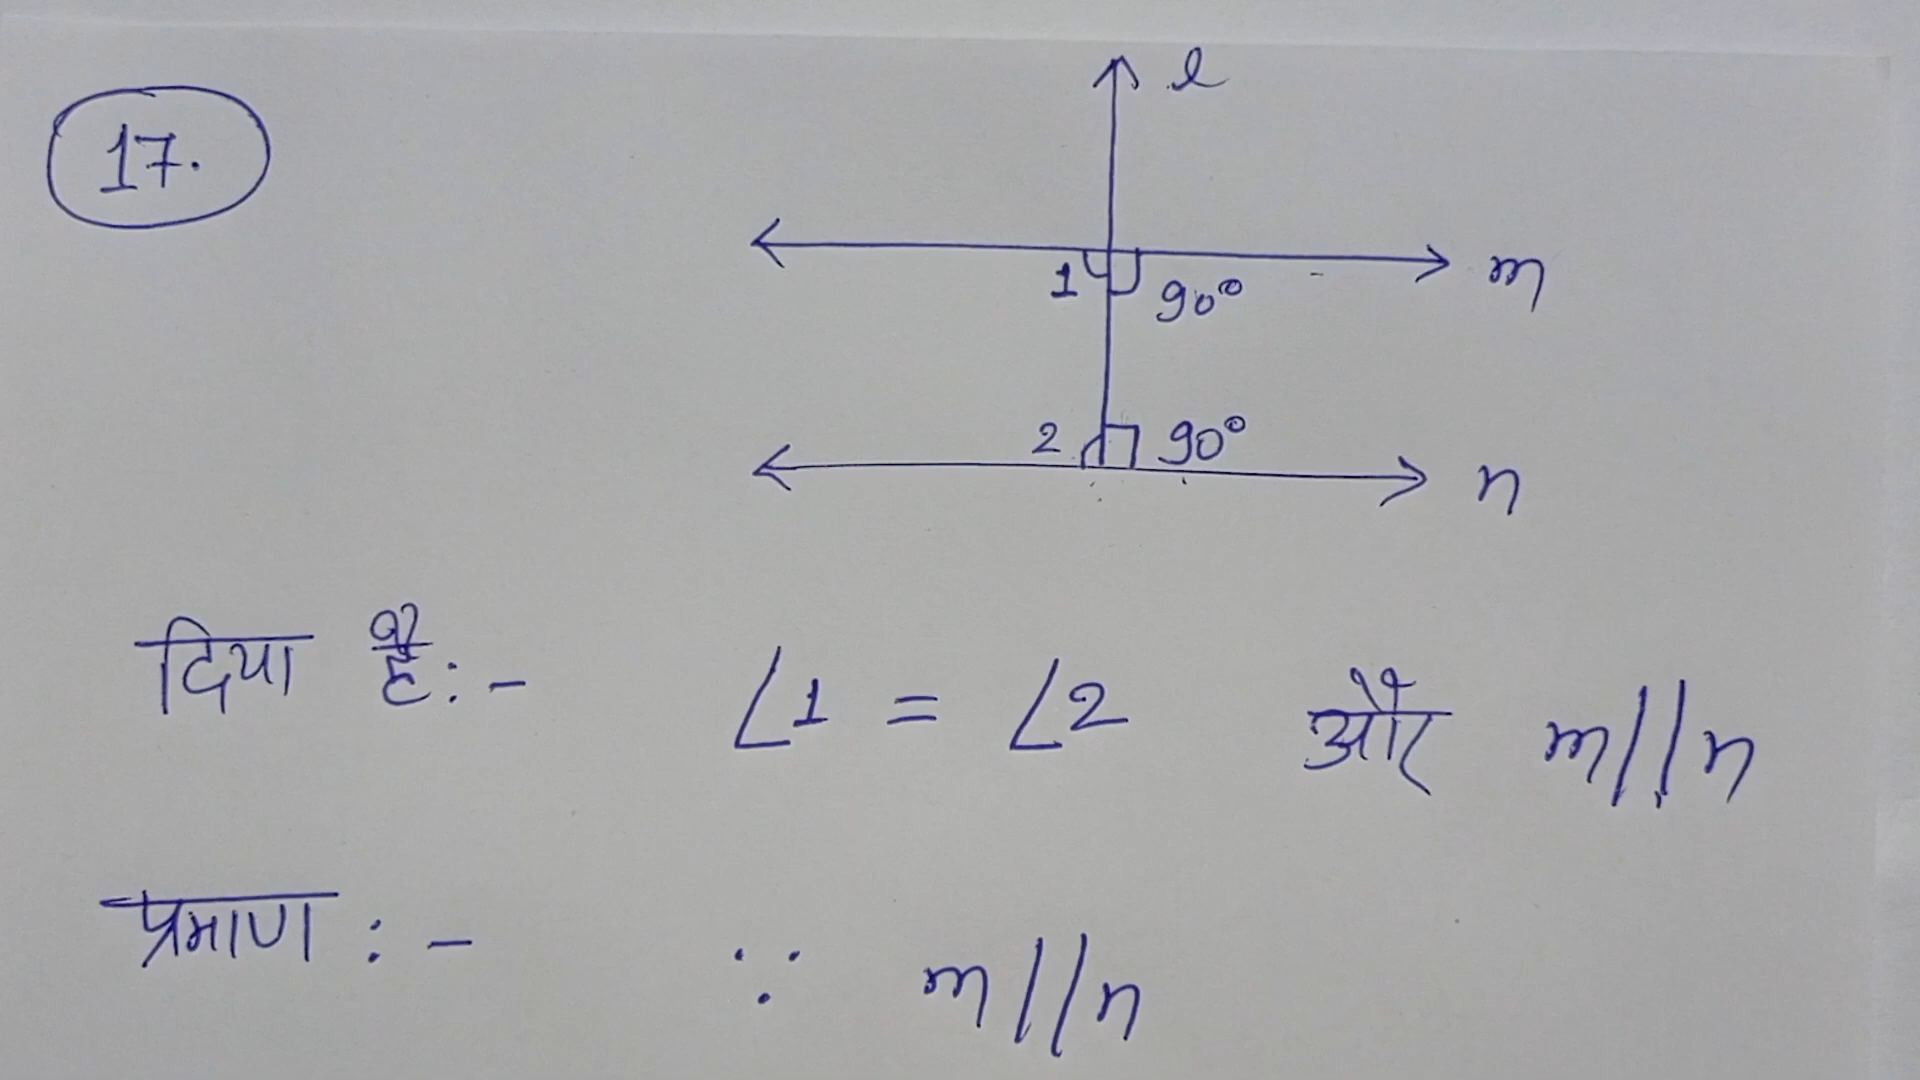 17.
l
1 90° m
2 90° n
दिया है:- ∠1 = ∠2 और m||n
प्रमाण :- ∵ m||n